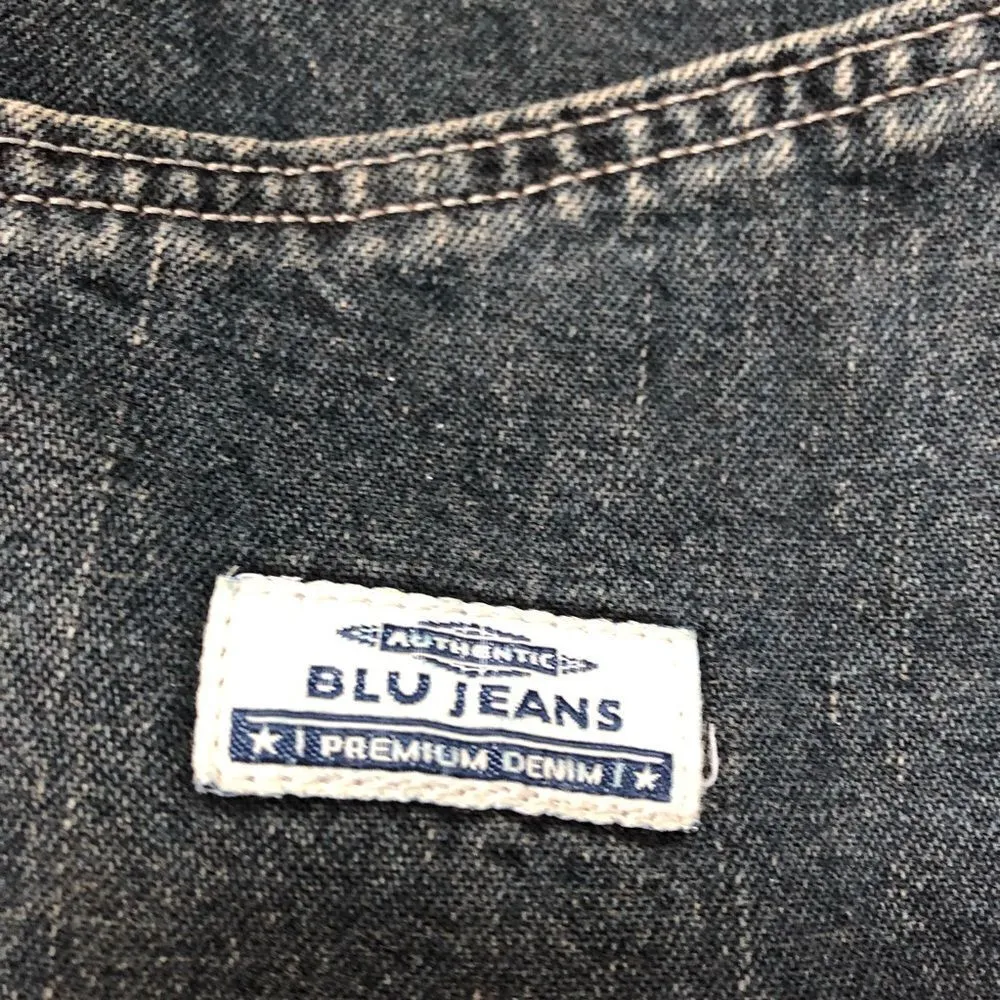 AUTHENTIC
BLU JEANS
★ | PREMIUM DENIM | ★